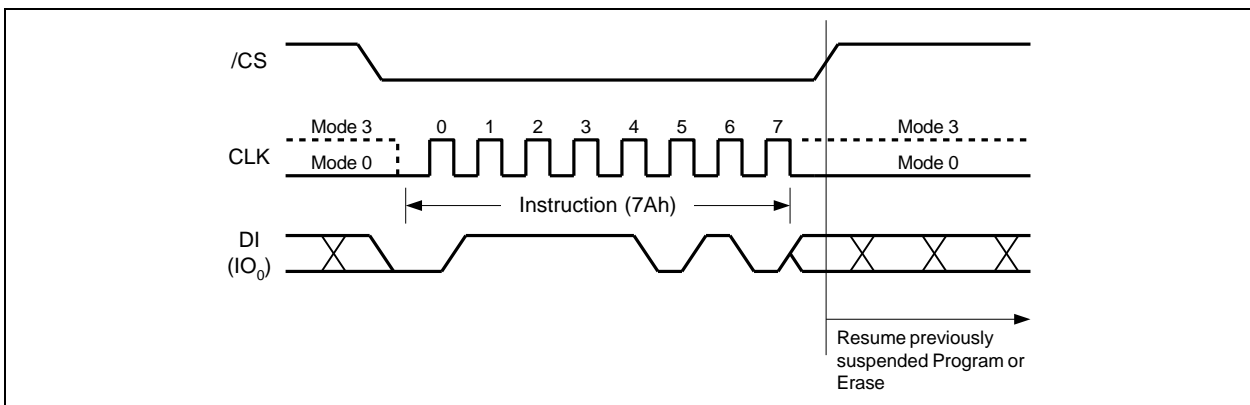 /CS
Mode 3 0 1 2 3 4 5 6 7 Mode 3
CLK
Mode 0 Mode 0
Instruction (7Ah)
DI
(IO0)
Resume previously
suspended Program or
Erase